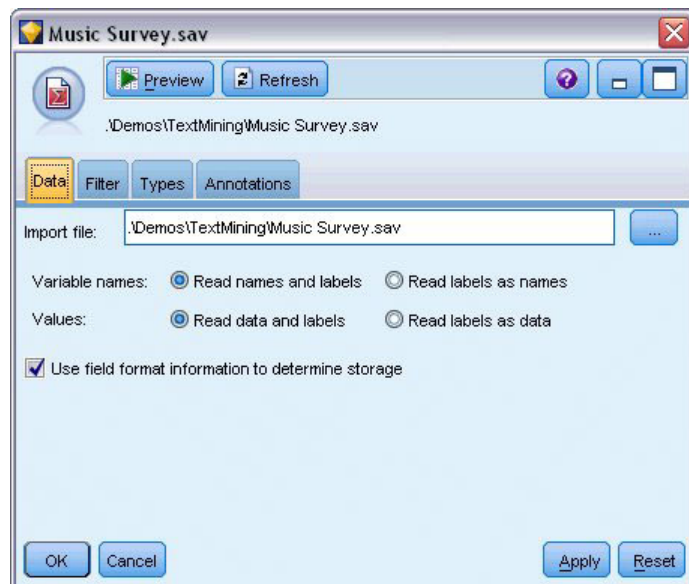 Music Survey.sav
Preview Refresh
.\Demos\TextMining\Music Survey.sav
Data Filter Types Annotations
Import file: .\Demos\TextMining\Music Survey.sav ...
Variable names: Read names and labels Read labels as names
Values: Read data and labels Read labels as data
Use field format information to determine storage
OK Cancel Apply Reset